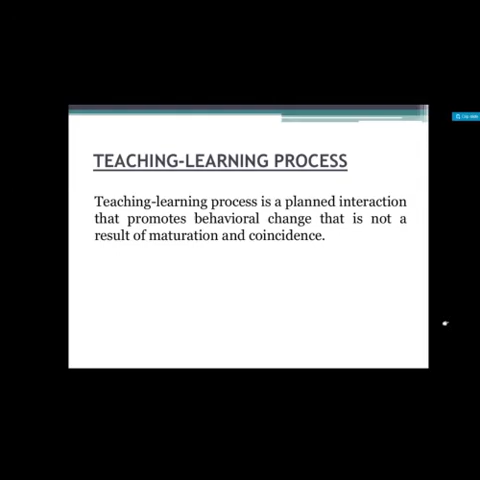 TEACHING-LEARNING PROCESS
Teaching-learning process is a planned interaction
that promotes behavioral change that is not a
result of maturation and coincidence.